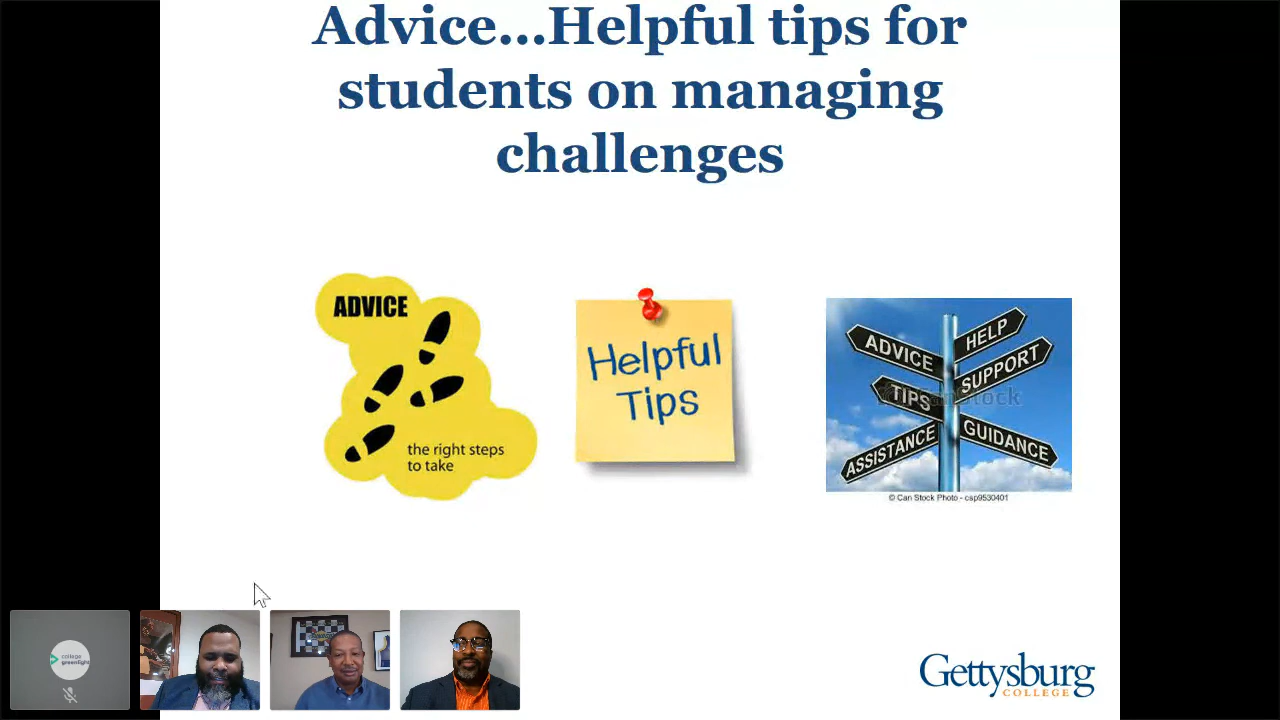 Advice...Helpful tips for
students on managing
challenges
ADVICE
the right steps
to take
Helpful
Tips
ADVICE
HELP
SUPPORT
TIPS
ASSISTANCE
GUIDANCE
© Can Stock Photo - csp9530401
college
greenlight
Gettysburg
COLLEGE